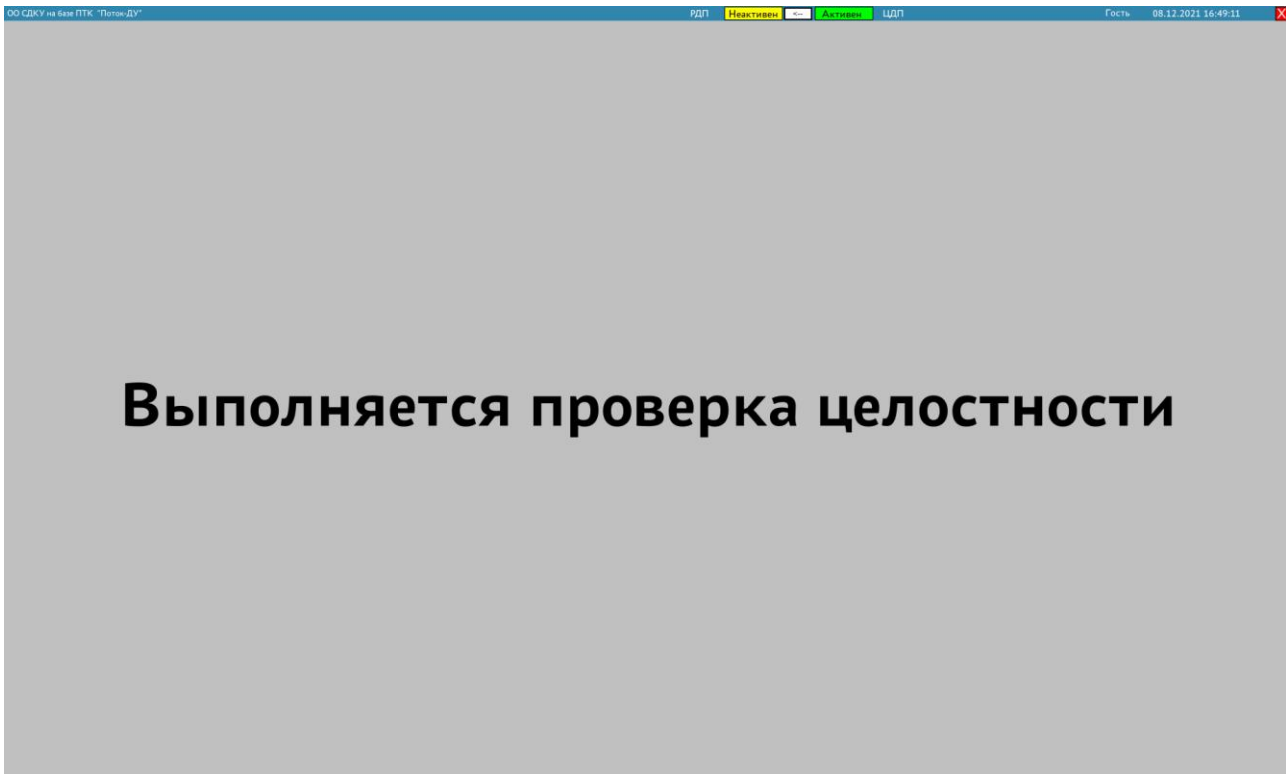 ОО СДКУ на базе ПТК "Поток-ДУ" РДП Неактивен <-- Активен ЦДП Гость 08.12.2021 16:49:11 X
Выполняется проверка целостности